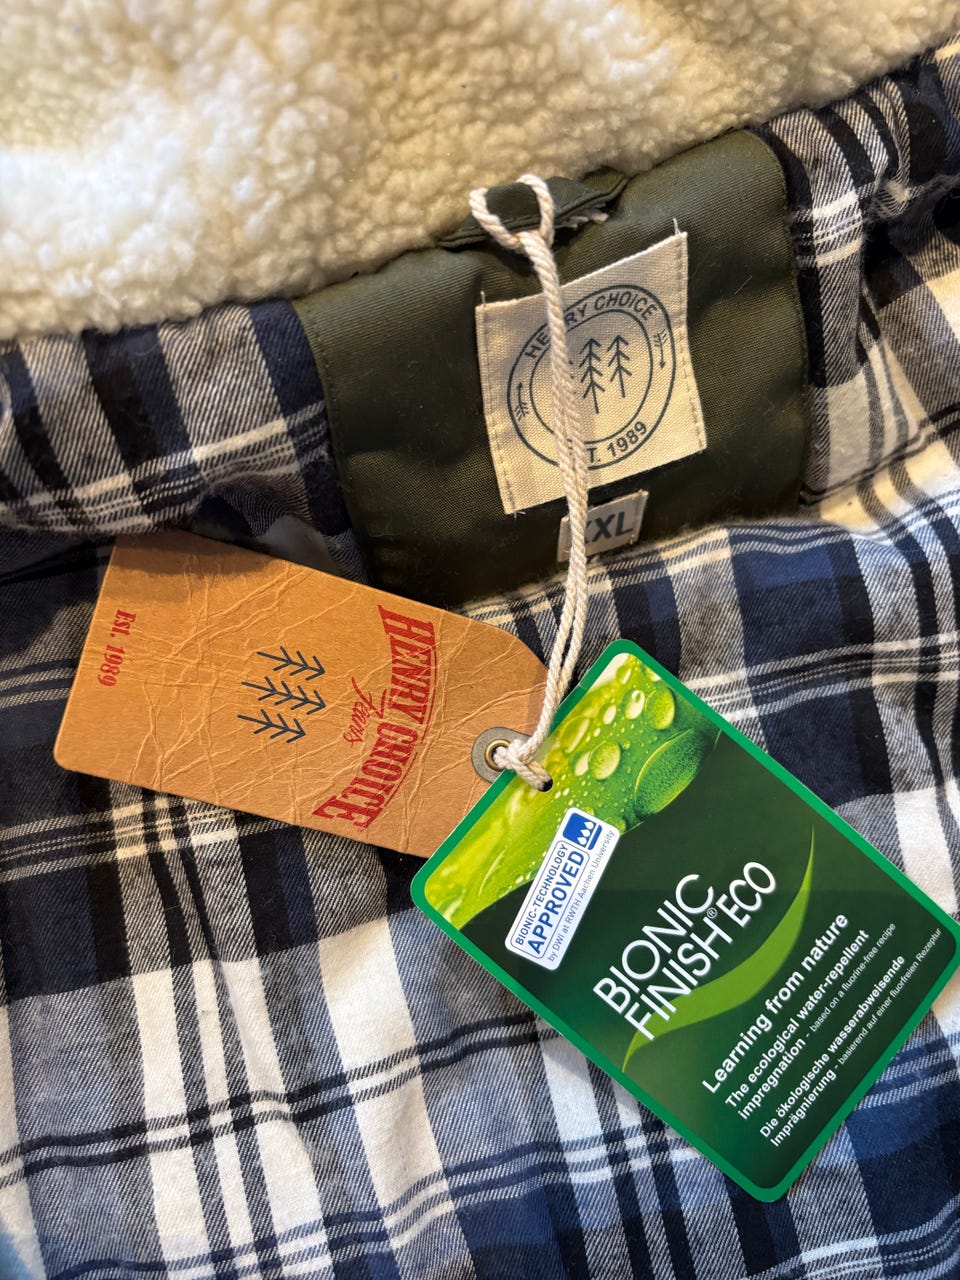 HENRY CHOICE
EST. 1989
XXL
HENRY CHOICE
Jeans
Est. 1989
BIONIC-TECHNOLOGY
APPROVED
by DWI at RWTH Aachen University
BIONIC
FINISH®ECO
Learning from nature
The ecological water-repellent
impregnation - based on a fluorine-free recipe
Die ökologische wasserabweisende
Imprägnierung - basierend auf einer fluorfreien Rezeptur